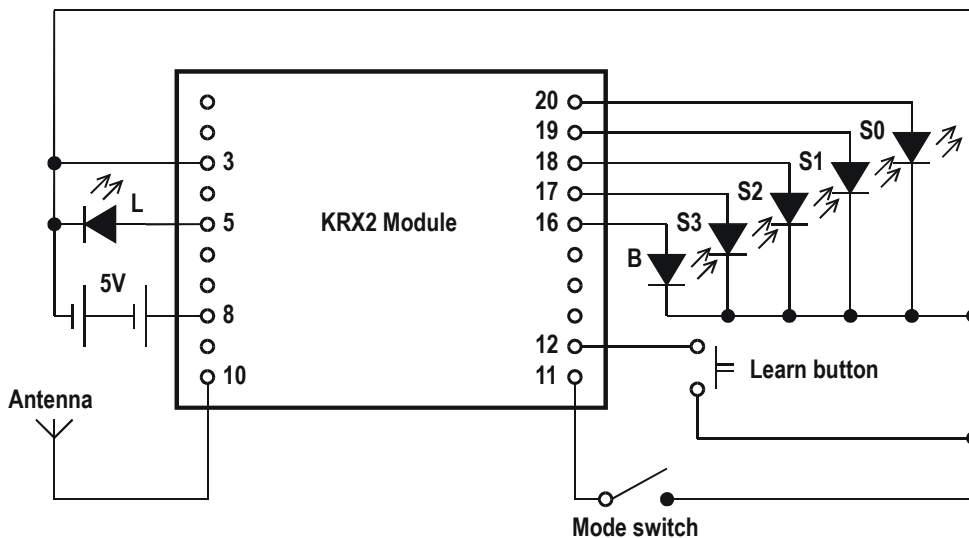 20
19
S0
3
18
S1
L
17
S2
5
KRX2 Module
16
S3
B
5V
8
12
10
11
Learn button
Antenna
Mode switch